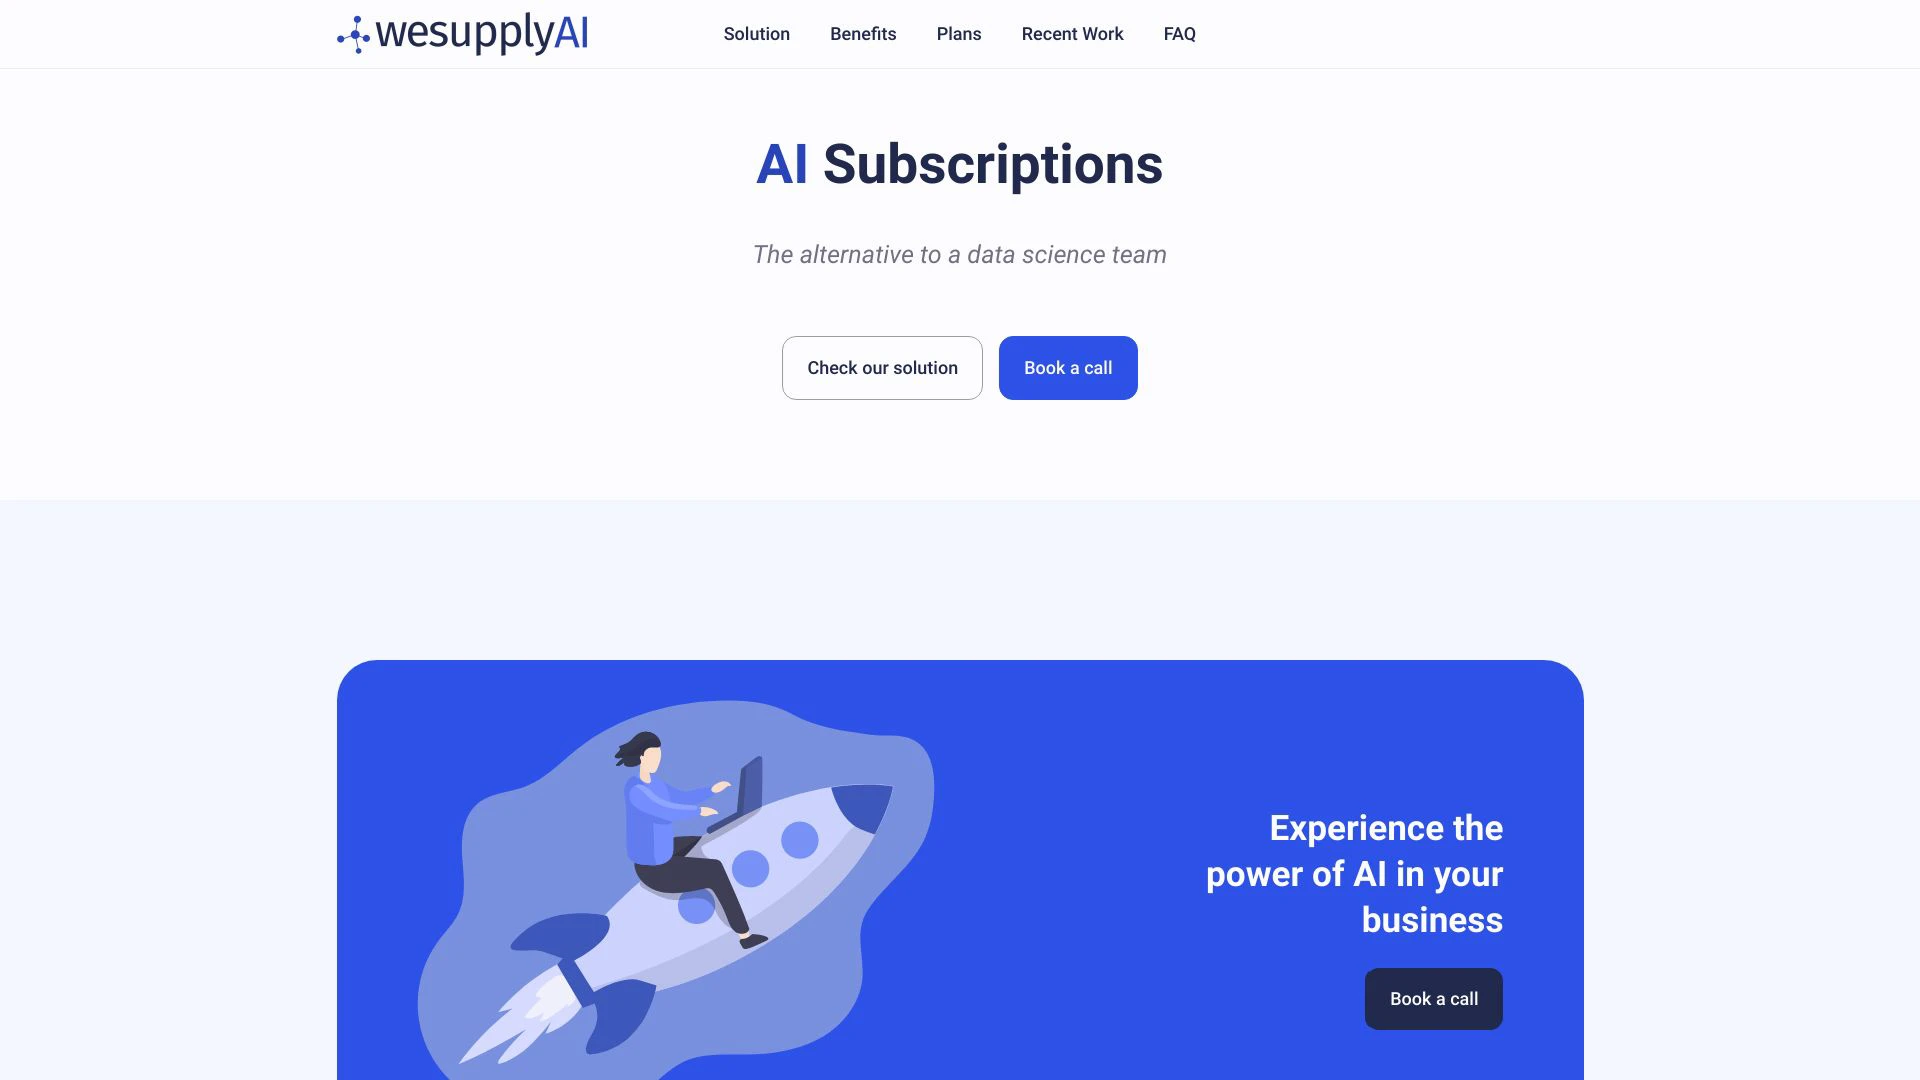 wesupplyAI
Solution
Benefits
Plans
Recent Work
FAQ
AI Subscriptions
The alternative to a data science team
Check our solution
Book a call
Experience the
power of AI in your
business
Book a call